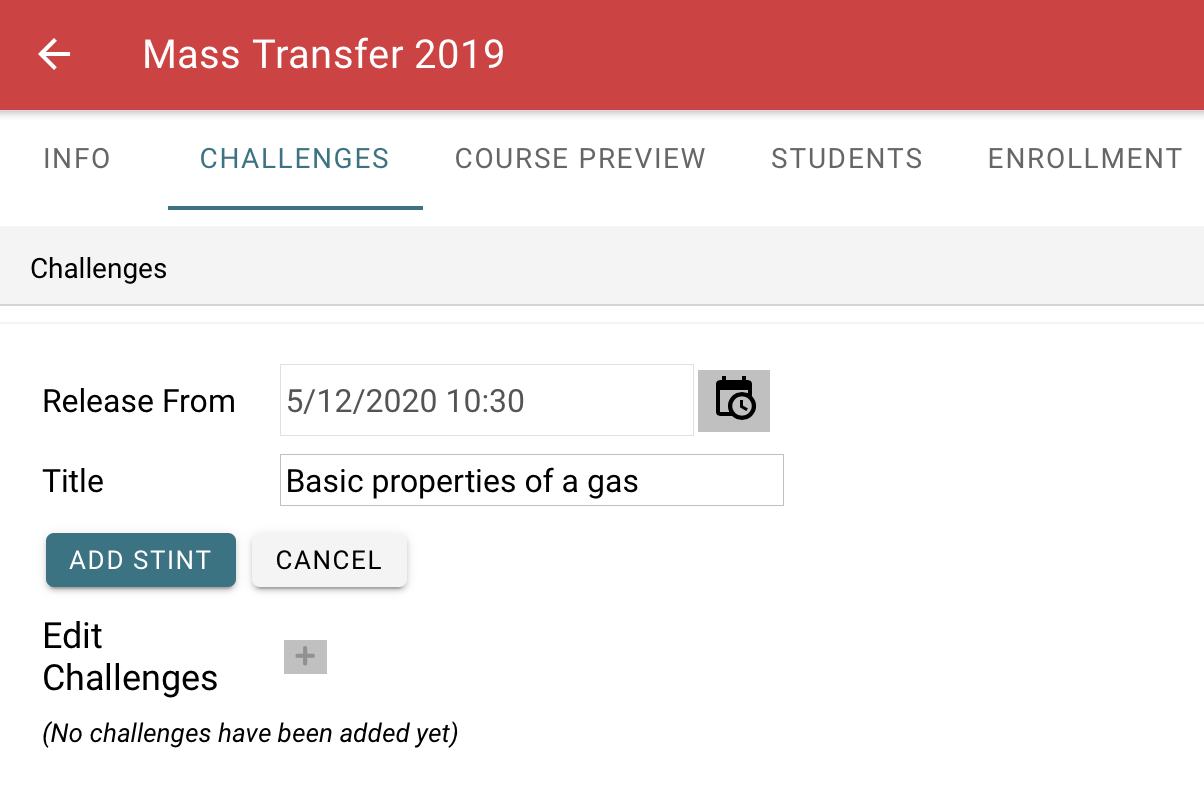 Mass Transfer 2019
INFO CHALLENGES COURSE PREVIEW STUDENTS ENROLLMENT
Challenges
Release From 5/12/2020 10:30
Title Basic properties of a gas
ADD STINT CANCEL
Edit
Challenges
(No challenges have been added yet)